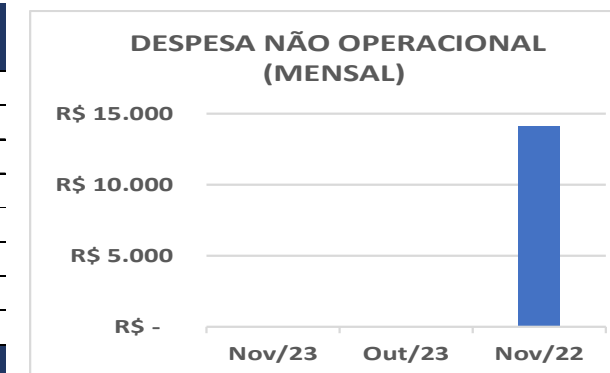 DESPESA NÃO OPERACIONAL
(MENSAL)
R$ 15.000
R$ 10.000
R$ 5.000
R$ -
Nov/23 Out/23 Nov/22